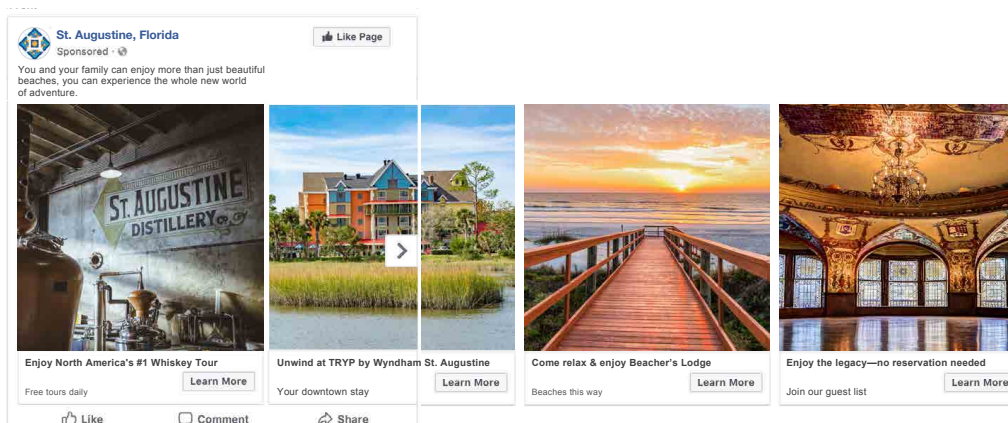 St. Augustine, Florida
Like Page
Sponsored ·
You and your family can enjoy more than just beautiful
beaches, you can experience the whole new world
of adventure.
ST. AUGUSTINE
DISTILLERY
Enjoy North America's #1 Whiskey Tour
Learn More
Free tours daily
Unwind at TRYP by Wyndham St. Augustine
Learn More
Your downtown stay
Come relax & enjoy Beacher's Lodge
Learn More
Beaches this way
Enjoy the legacy—no reservation needed
Learn More
Join our guest list
Like
Comment
Share